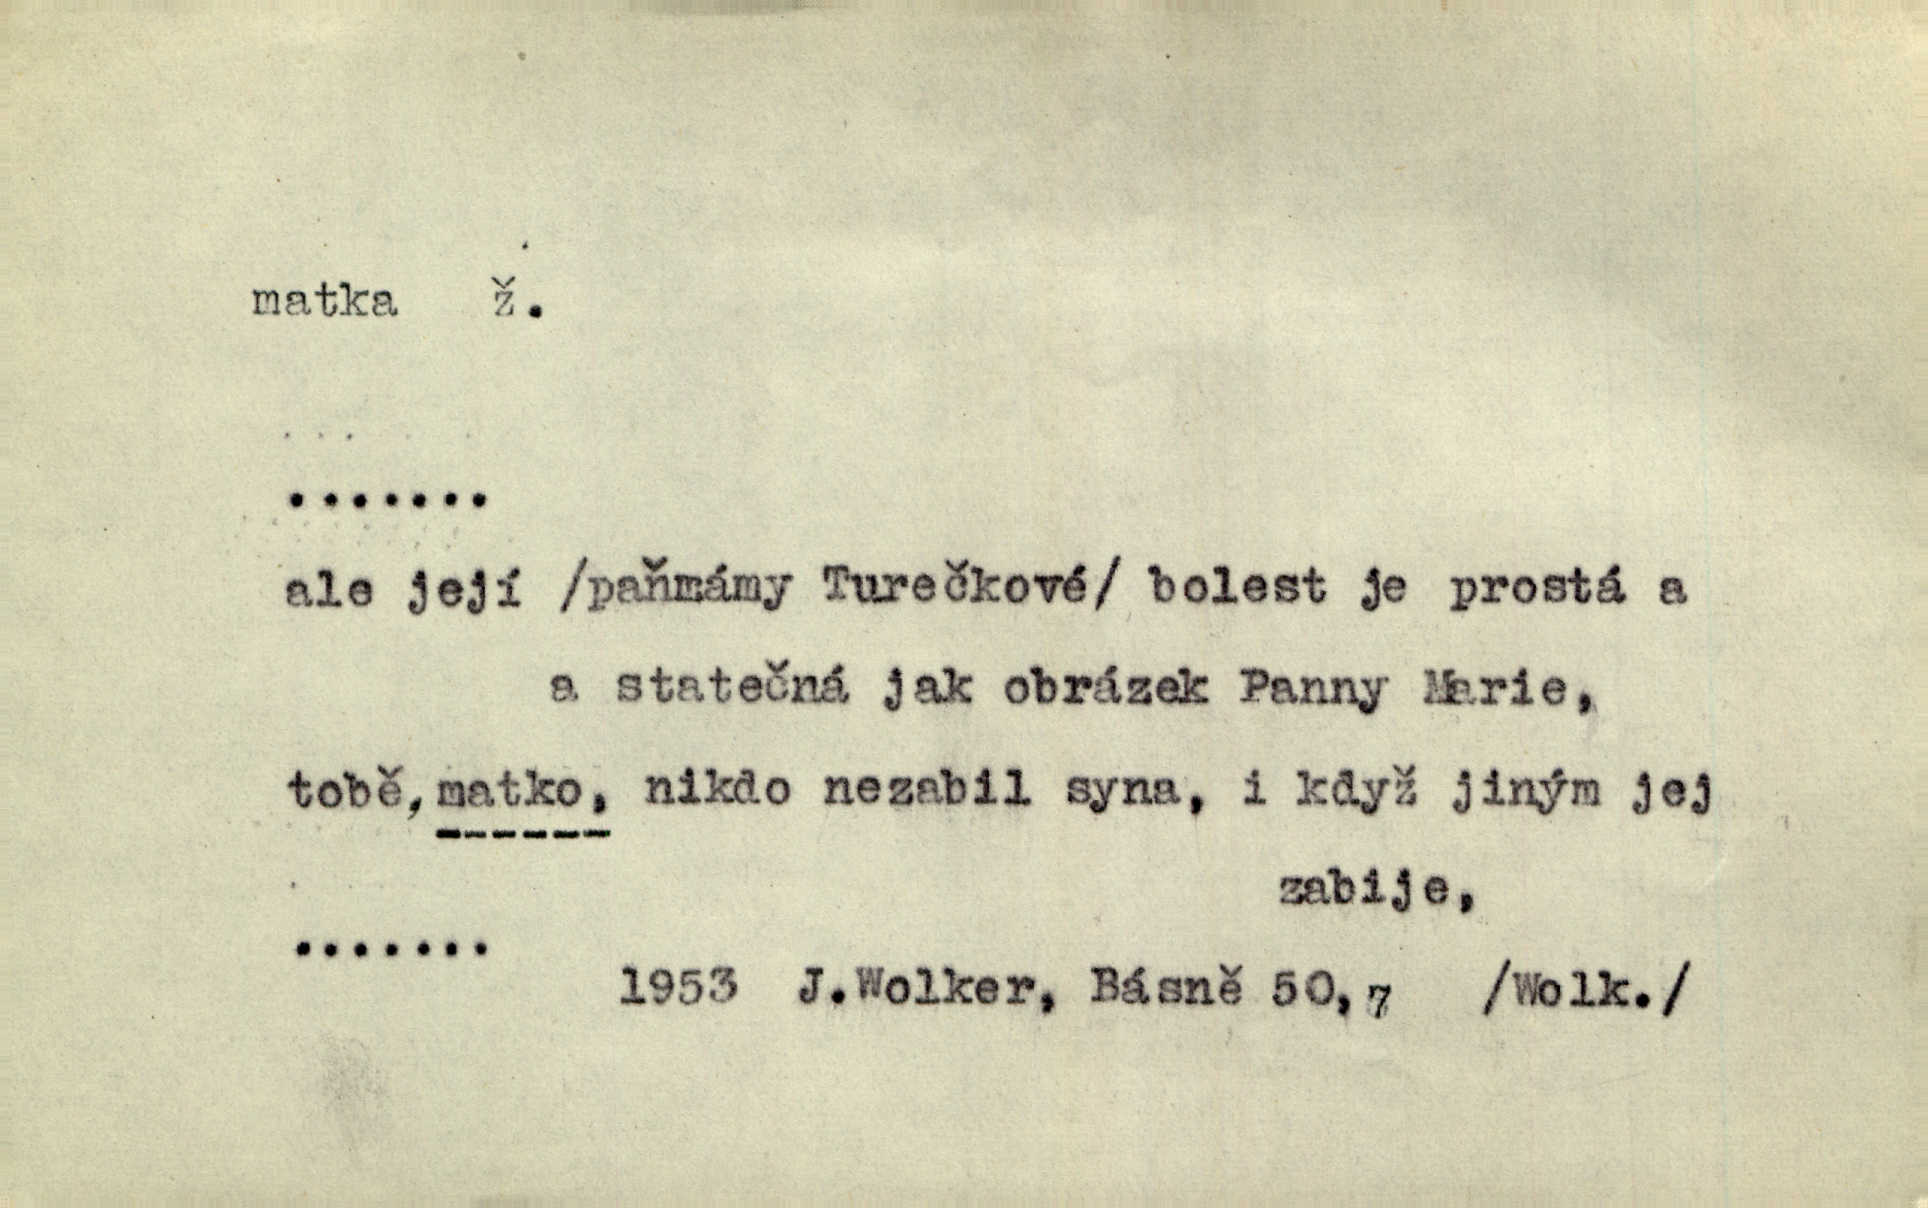 matka ž.
.......
ale její /paňmámy Turečkové/ bolest je prostá a
a statečná jak obrázek Panny Marie,
tobě, matko, nikdo nezabil syna, i když jiným jej
zabije,
.......
1953 J.Wolker, Básně 50,7 /Wolk./